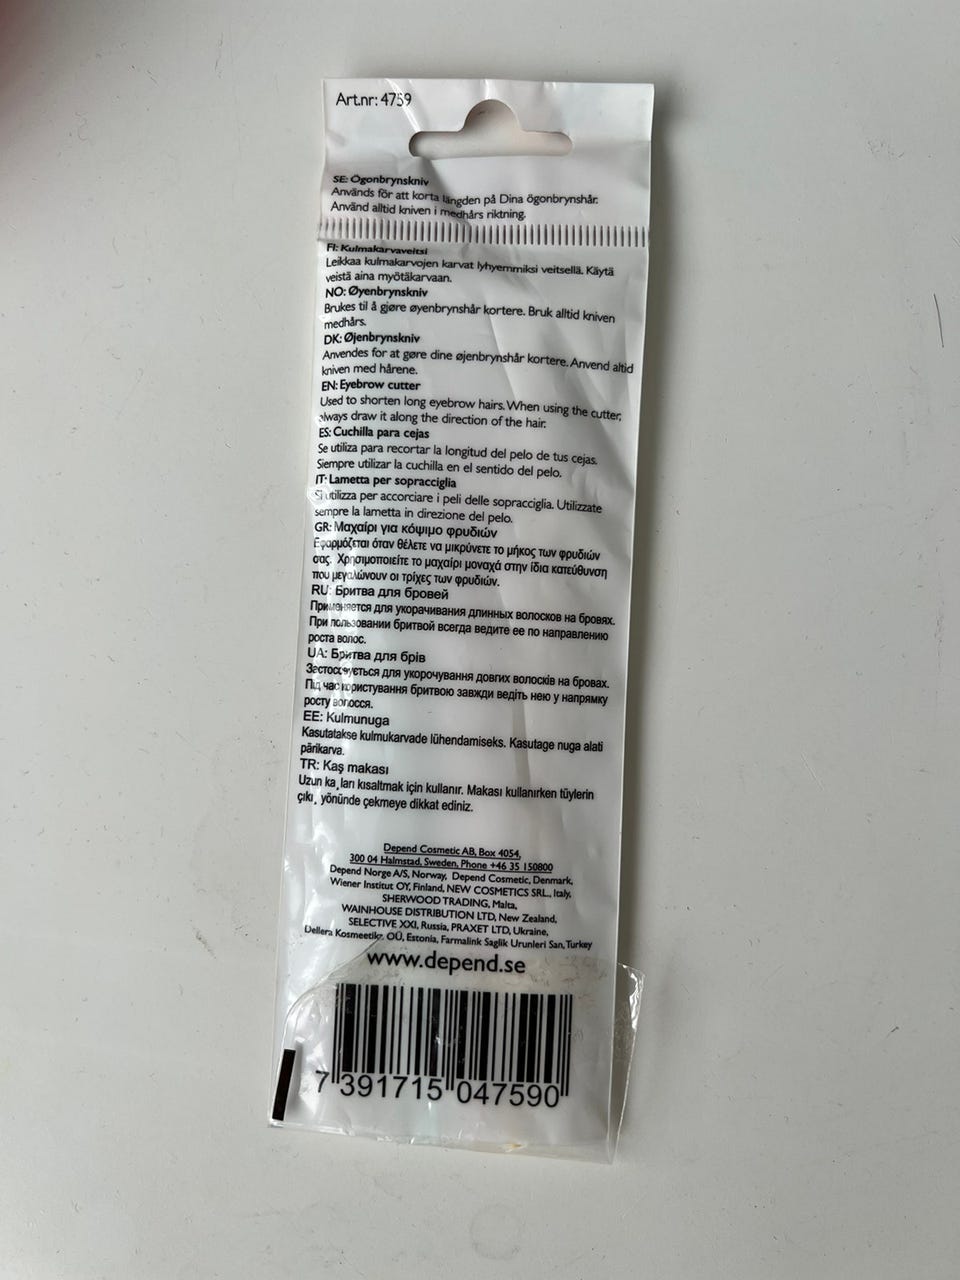 Art.nr: 4759
SE: Ögonbrynskniv
Används för att korta längden på Dina ögonbrynshår.
Använd alltid kniven i medhårs riktning.
FI: Kulmakarvaveitsi
Leikkaa kulmakarvojen karvat lyhyemmiksi veitsellä. Käytä
veistä aina myötäkarvaan.
NO: Øyenbrynskniv
Brukes til å gjøre øyenbrynshår kortere. Bruk alltid kniven
medhårs.
DK: Øjenbrynskniv
Anvendes for at gøre dine øjenbrynshår kortere. Anvend altid
kniven med hårene.
EN: Eyebrow cutter
Used to shorten long eyebrow hairs. When using the cutter,
always draw it along the direction of the hair.
ES: Cuchilla para cejas
Se utiliza para recortar la longitud del pelo de tus cejas.
Siempre utilizar la cuchilla en el sentido del pelo.
IT: Lametta per sopracciglia
Si utilizza per accorciare i peli delle sopracciglia. Utilizzate
sempre la lametta in direzione del pelo.
GR: Μαχαίρι για κόψιμο φρυδιών
Εφαρμόζεται όταν θέλετε να μικρύνετε το μήκος των φρυδιών
σας. Χρησιμοποιείτε το μαχαίρι μοναχά στην ίδια κατεύθυνση
που μεγαλώνουν οι τρίχες των φρυδιών.
RU: Бритва для бровей
Применяется для укорачивания длинных волосков на бровях.
При пользовании бритвой всегда ведите ее по направлению
роста волос.
UA: Бритва для брів
Застосовується для укорочування довгих волосків на бровах.
Під час користування бритвою завжди ведіть нею у напрямку
росту волосся.
EE: Kulmunuga
Kasutatakse kulmukarvade lühendamiseks. Kasutage nuga alati
pärikarva.
TR: Kaş makası
Uzun ka¸ları kısaltmak için kullanır. Makası kullanırken tüylerin
çıkı¸ yönünde çekmeye dikkat ediniz.
Depend Cosmetic AB, Box 4054,
300 04 Halmstad, Sweden, Phone +46 35 150800
Depend Norge A/S, Norway, Depend Cosmetic, Denmark,
Wiener Institut OY, Finland, NEW COSMETICS SRL., Italy,
SHERWOOD TRADING, Malta,
WAINHOUSE DISTRIBUTION LTD, New Zealand,
SELECTIVE XXI, Russia, PRAXET LTD, Ukraine,
Dellera Kosmeetika OÜ, Estonia, Farmalink Saglik Urunleri San, Turkey
www.depend.se
7 391715 047590